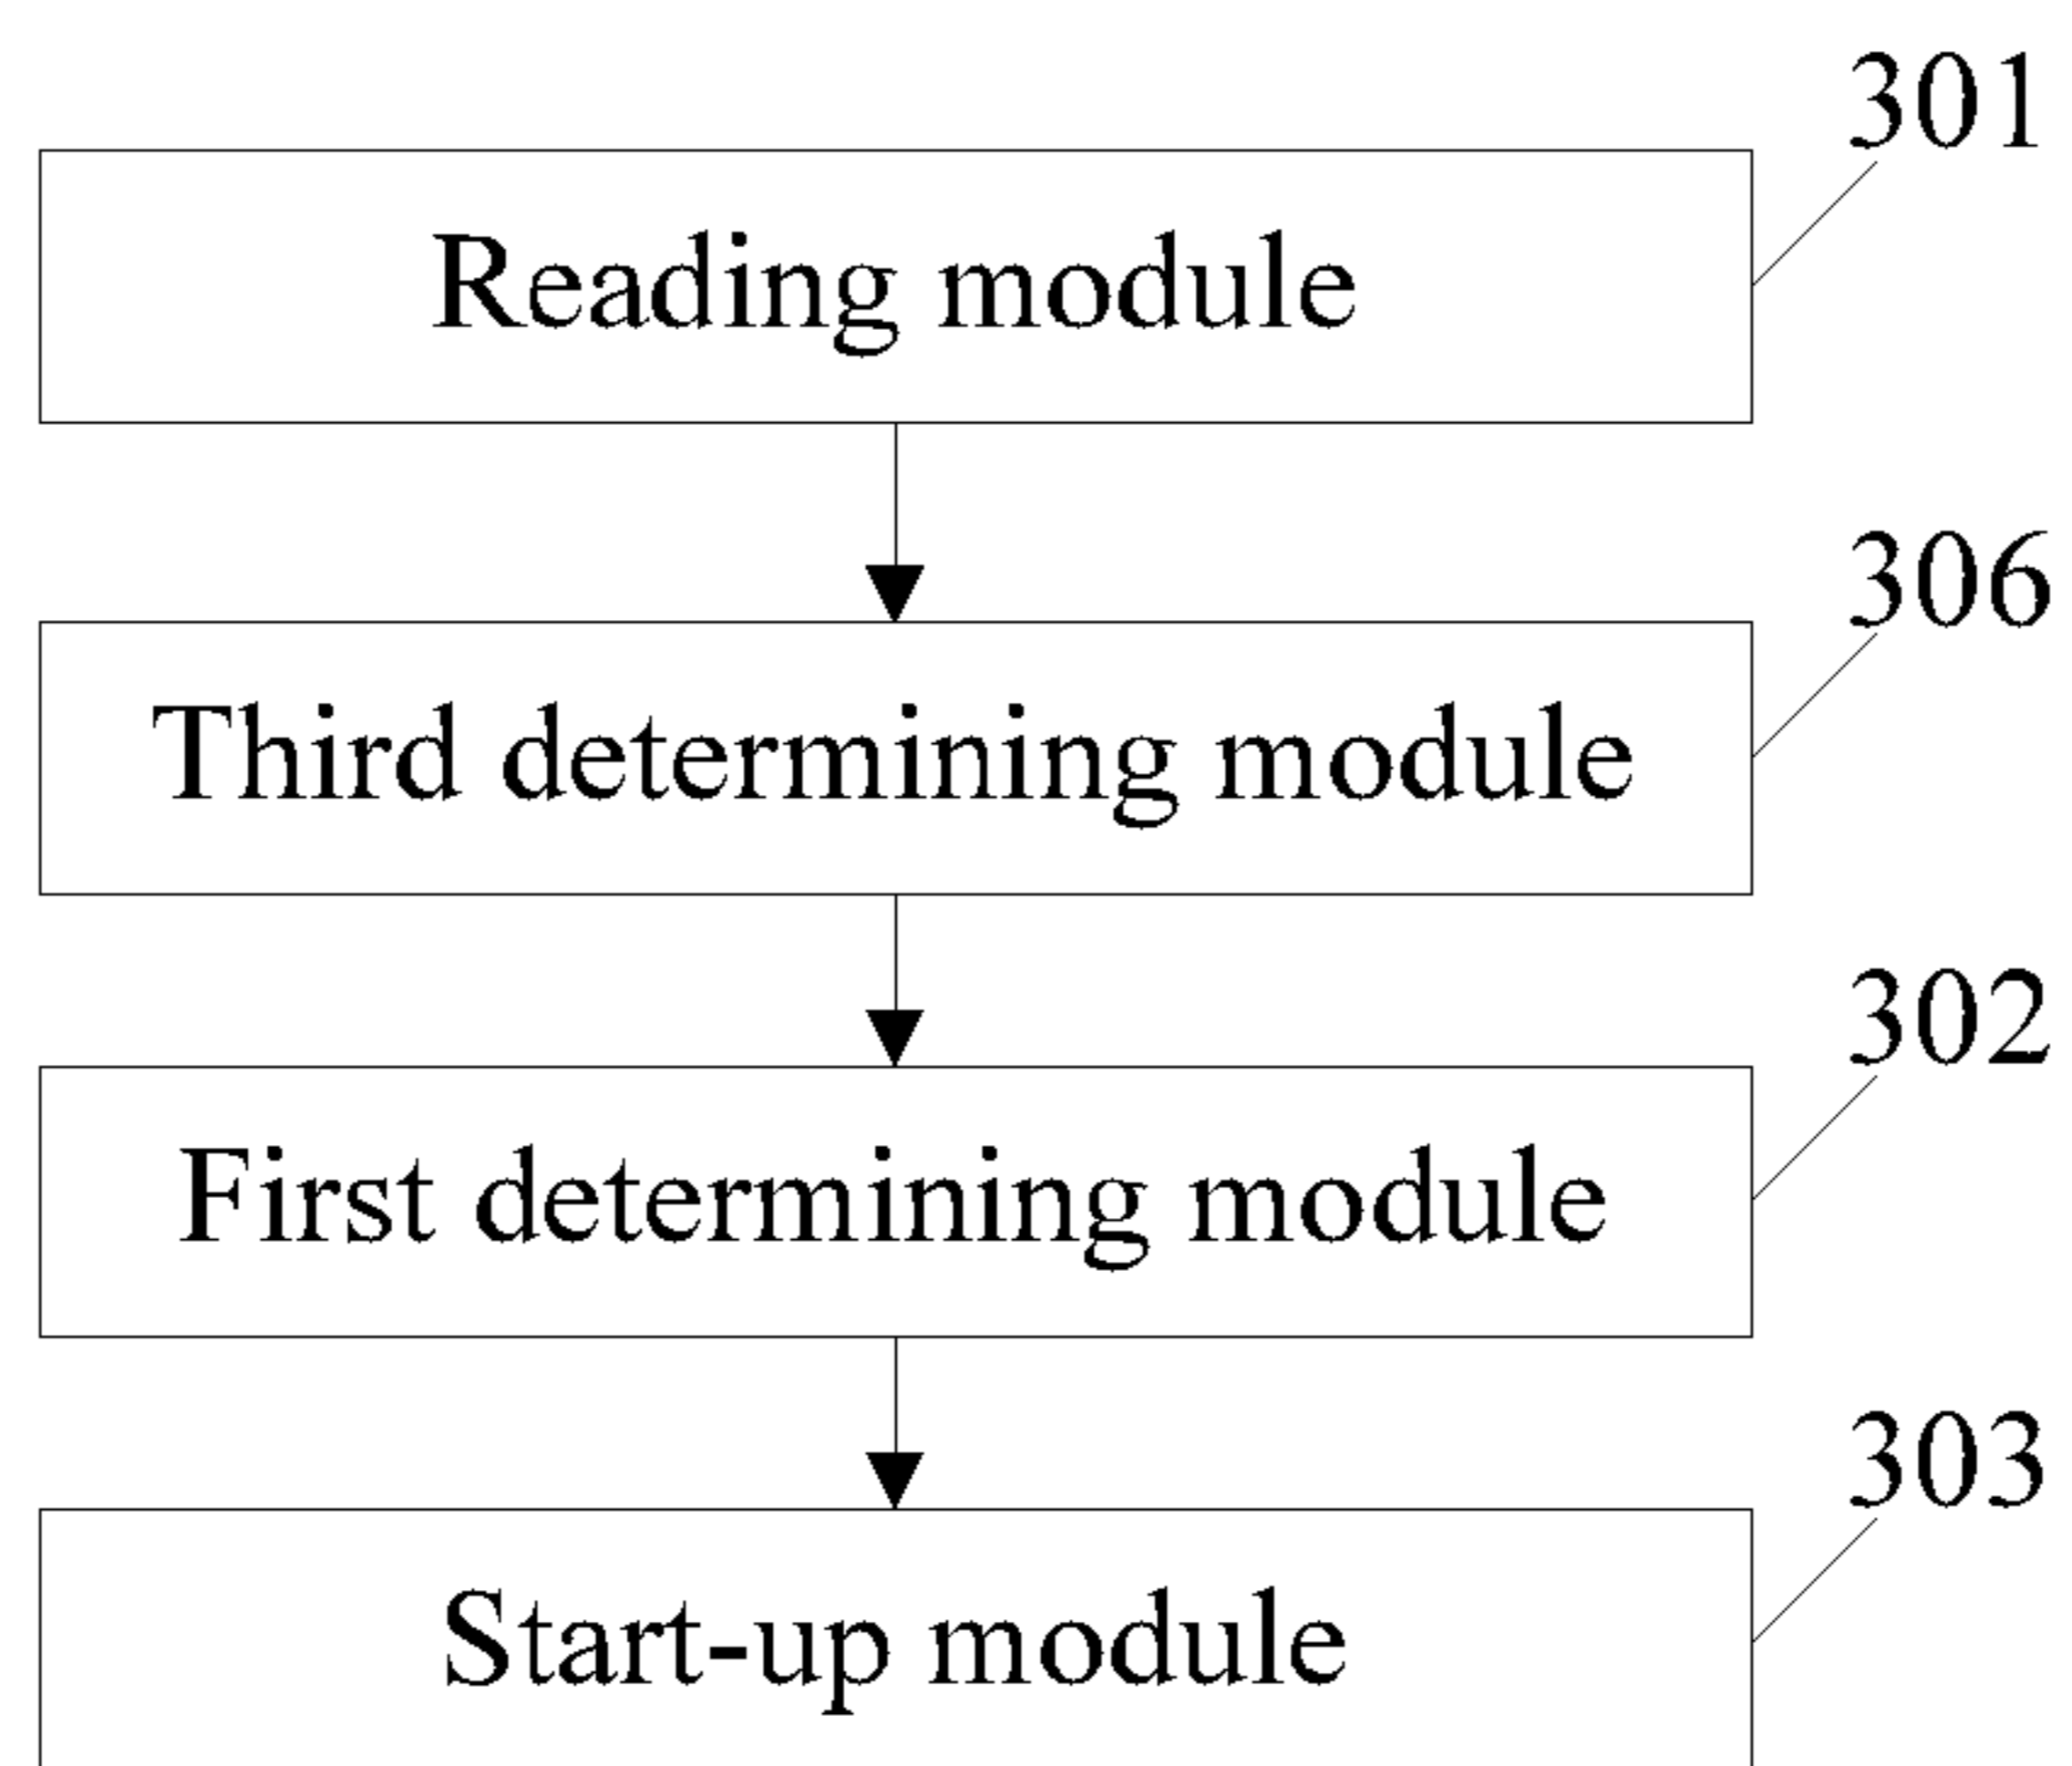 301
Reading module
306
Third determining module
302
First determining module
303
Start-up module